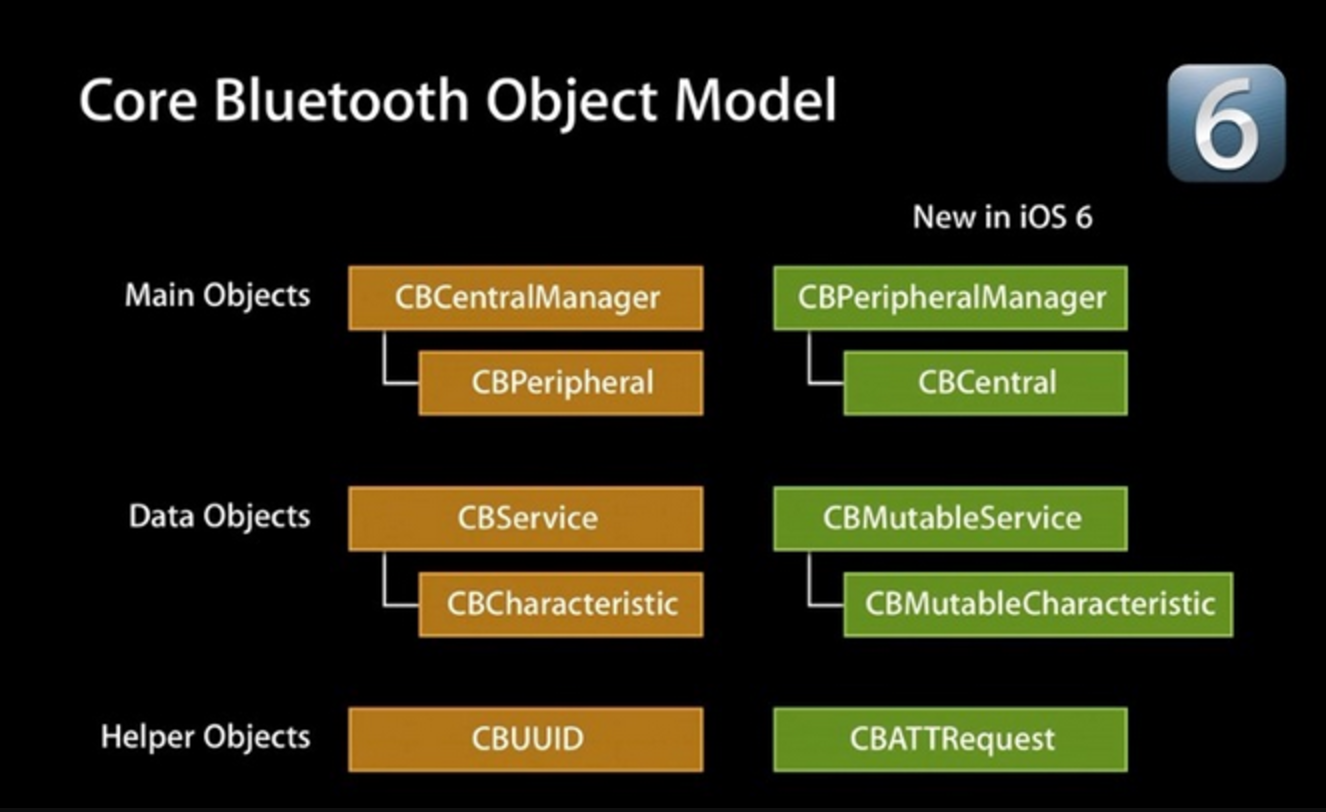 Core Bluetooth Object Model
6
New in iOS 6
Main Objects
CBCentralManager
CBPeripheralManager
CBPeripheral
CBCentral
Data Objects
CBService
CBMutableService
CBCharacteristic
CBMutableCharacteristic
Helper Objects
CBUUID
CBATTRequest